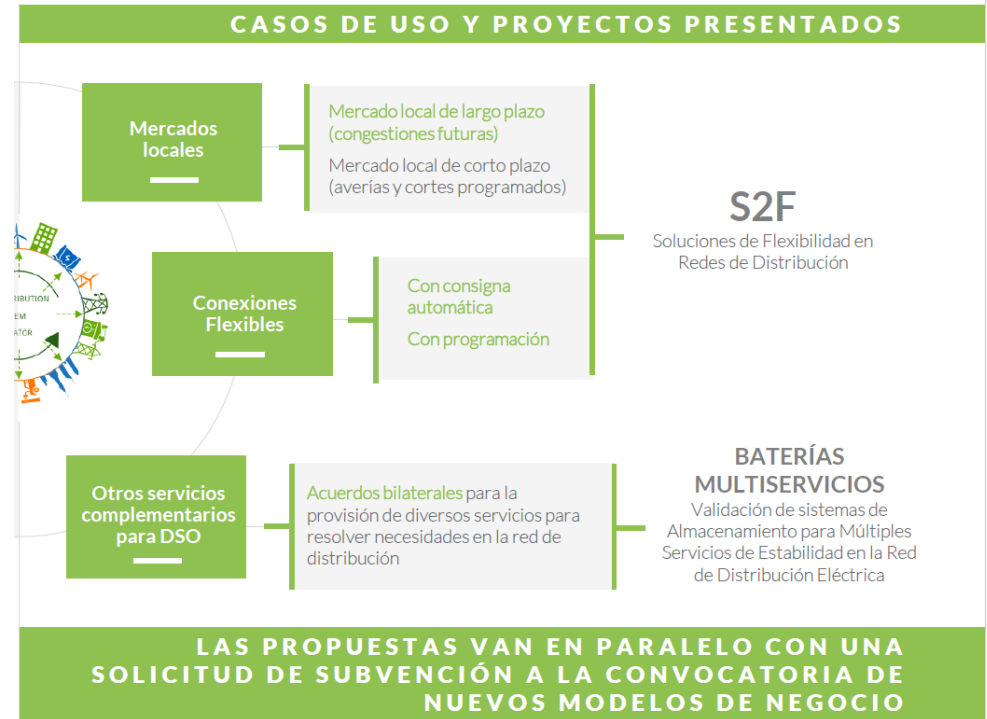 CASOS DE USO Y PROYECTOS PRESENTADOS
Mercados
locales
Mercado local de largo plazo
(congestiones futuras)
Mercado local de corto plazo
(averías y cortes programados)
S2F
Soluciones de Flexibilidad en
Redes de Distribución
Conexiones
Flexibles
Con consigna
automática
Con programación
Otros servicios
complementarios
para DSO
Acuerdos bilaterales para la
provisión de diversos servicios para
resolver necesidades en la red de
distribución
BATERÍAS
MULTISERVICIOS
Validación de sistemas de
Almacenamiento para Múltiples
Servicios de Estabilidad en la Red
de Distribución Eléctrica
LAS PROPUESTAS VAN EN PARALELO CON UNA
SOLICITUD DE SUBVENCIÓN A LA CONVOCATORIA DE
NUEVOS MODELOS DE NEGOCIO